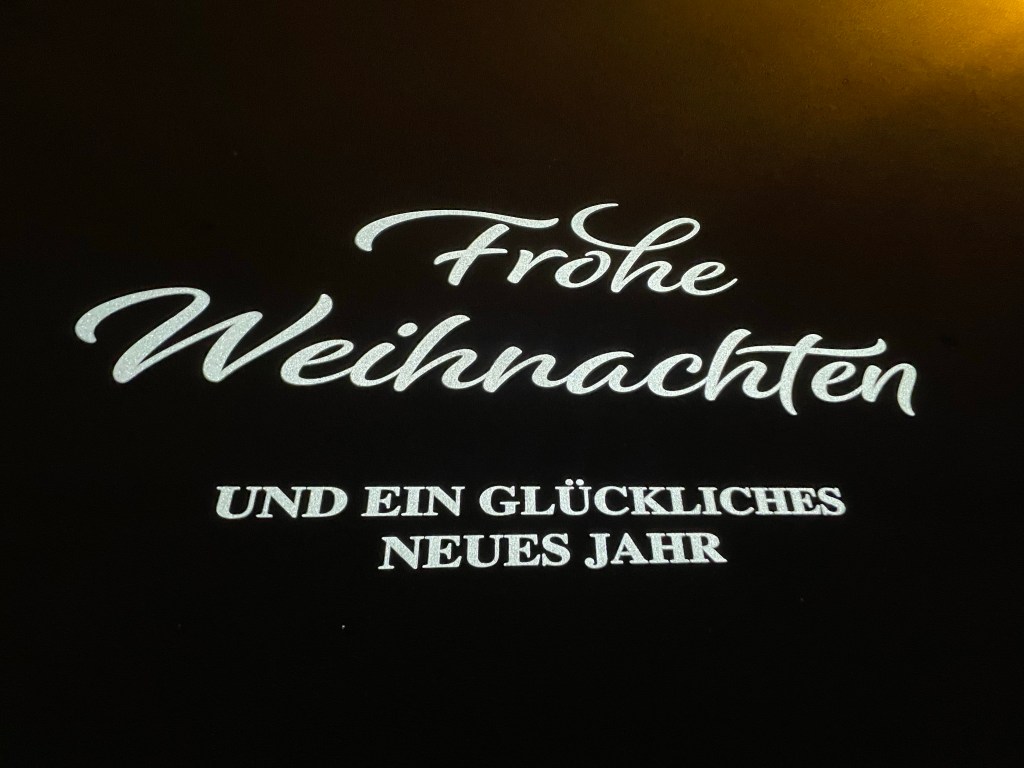 Frohe
Weihnachten
UND EIN GLÜCKLICHES
NEUES JAHR